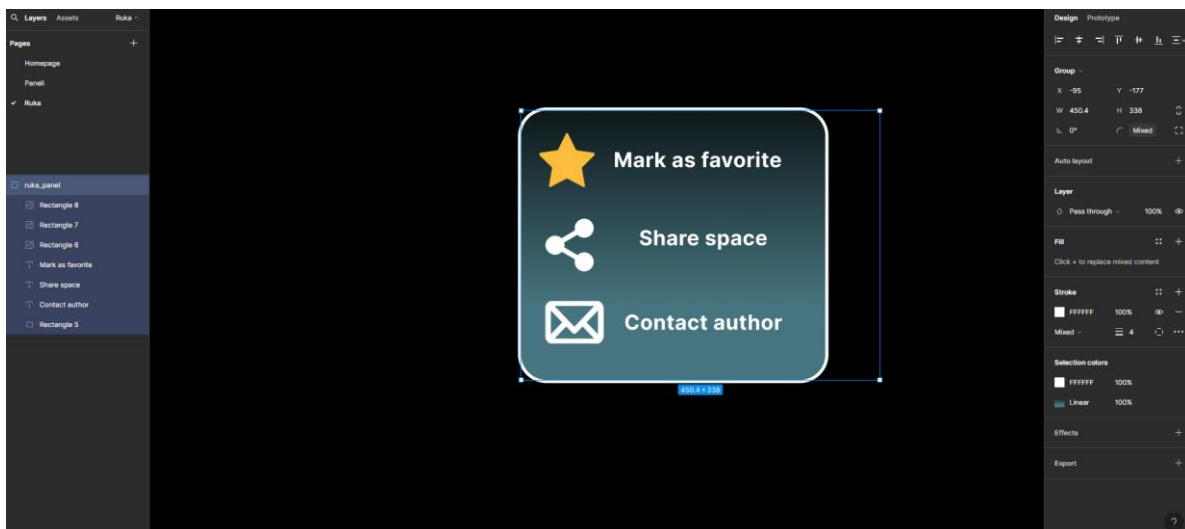 Layers Assets Ruka
Pages
Homepage
Paneli
Ruka
ruka_panel
Rectangle 8
Rectangle 7
Rectangle 6
Mark as favorite
Share space
Contact author
Rectangle 5
Mark as favorite
Share space
Contact author
450.4 × 338
Design Prototype
Group
X -95 Y -177
W 450.4 H 338
0° Mixed
Auto layout
Layer
Pass through 100%
Fill
Click + to replace mixed content
Stroke
FFFFFF 100%
Mixed 4
Selection colors
FFFFFF 100%
Linear 100%
Effects
Export
?